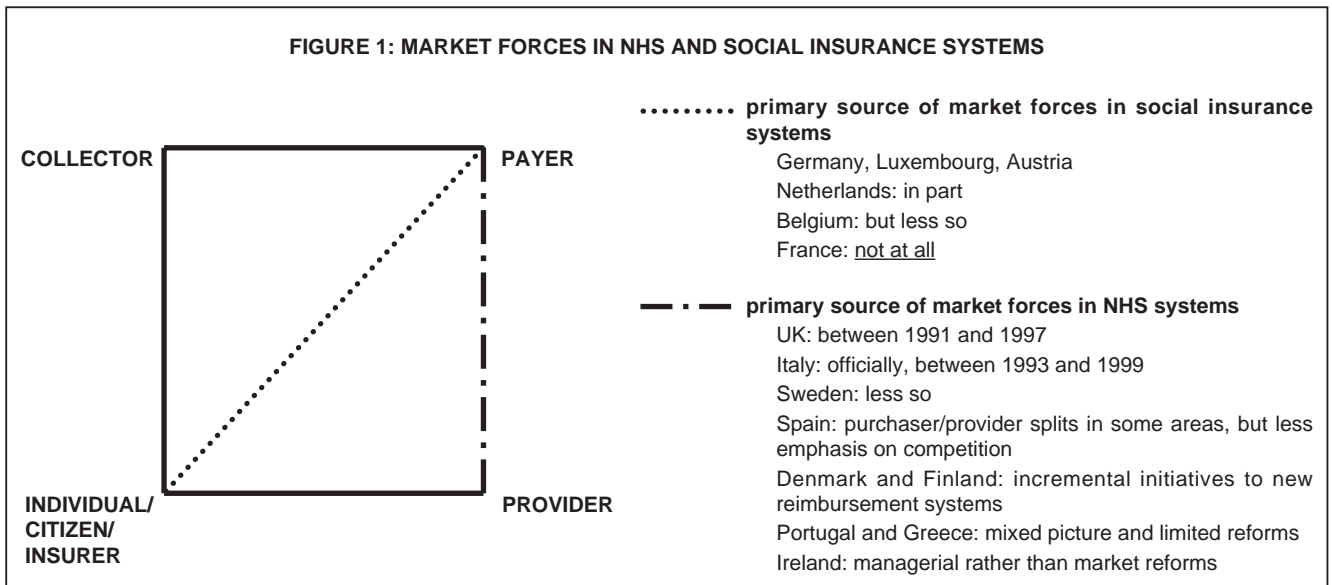 FIGURE 1: MARKET FORCES IN NHS AND SOCIAL INSURANCE SYSTEMS
COLLECTOR
PAYER
INDIVIDUAL/
CITIZEN/
INSURER
PROVIDER
primary source of market forces in social insurance
systems
Germany, Luxembourg, Austria
Netherlands: in part
Belgium: but less so
France: not at all
primary source of market forces in NHS systems
UK: between 1991 and 1997
Italy: officially, between 1993 and 1999
Sweden: less so
Spain: purchaser/provider splits in some areas, but less
emphasis on competition
Denmark and Finland: incremental initiatives to new
reimbursement systems
Portugal and Greece: mixed picture and limited reforms
Ireland: managerial rather than market reforms